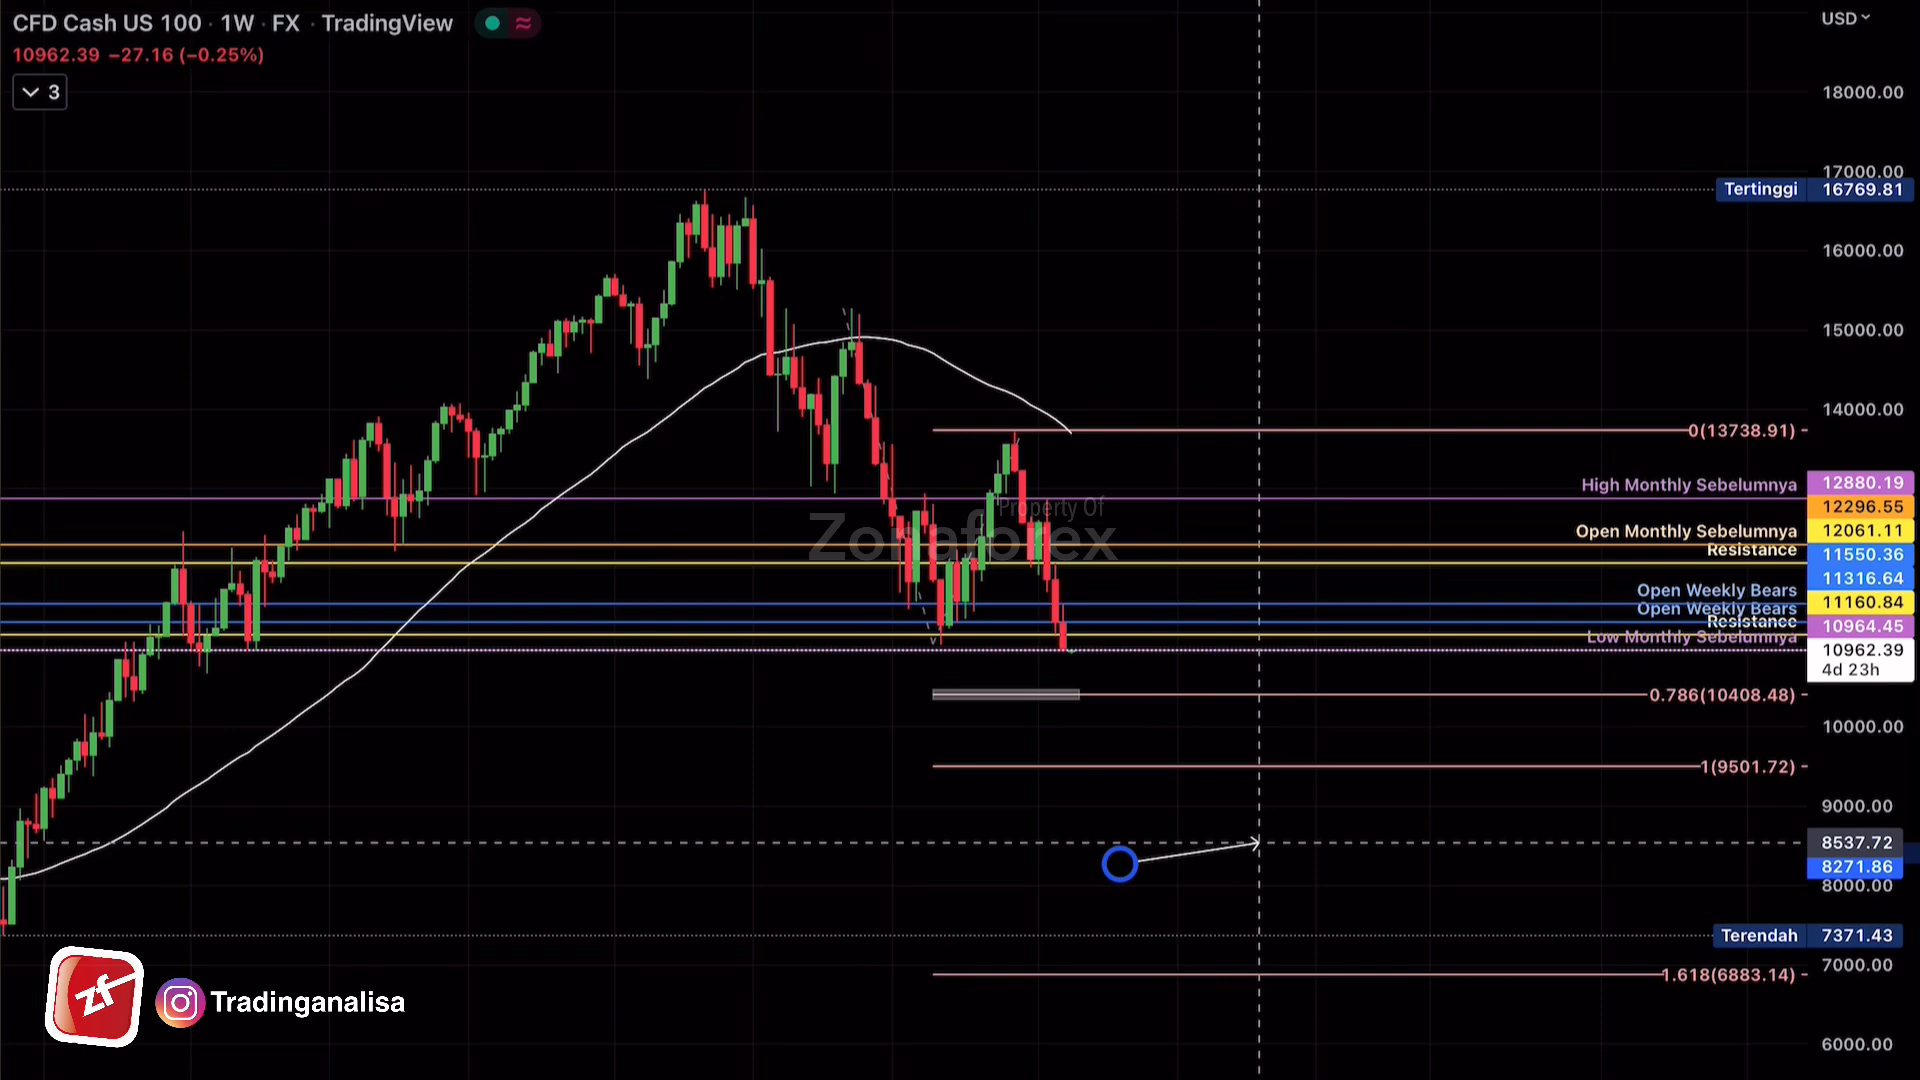 CFD Cash US 100 · 1W · FX · TradingView
USD
10962.39 −27.16 (−0.25%)
3
18000.00
17000.00
Tertinggi 16769.81
16000.00
15000.00
14000.00
0(13738.91)
High Monthly Sebelumnya 12880.19
12296.55
Open Monthly Sebelumnya 12061.11
Resistance 11550.36
11316.64
Open Weekly Bears 11160.84
Open Weekly Bears
Resistance 10964.45
Low Monthly Sebelumnya
10962.39
4d 23h
Property Of
Zonaforex
0.786(10408.48)
10000.00
1(9501.72)
9000.00
8537.72
8271.86
8000.00
Terendah 7371.43
7000.00
1.618(6883.14)
6000.00
zf
Tradinganalisa